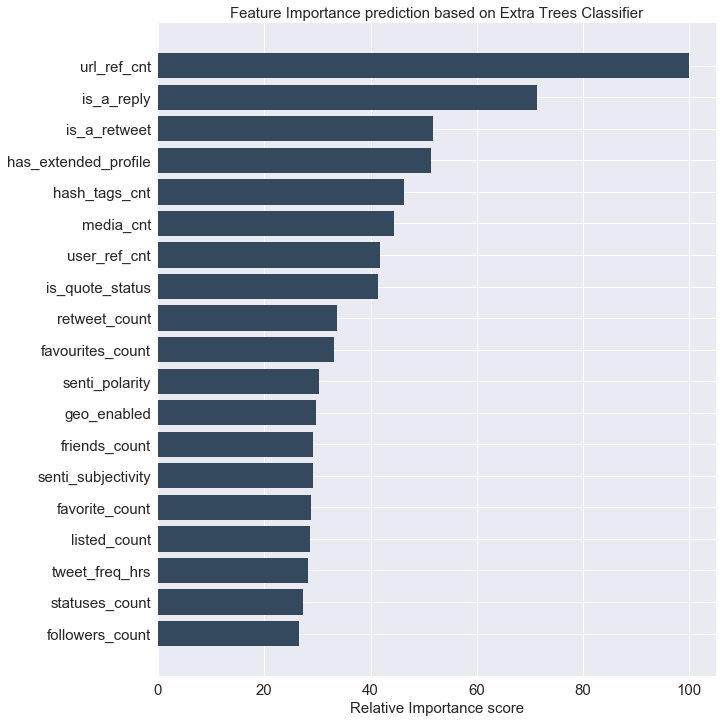 Feature Importance prediction based on Extra Trees Classifier
url_ref_cnt
is_a_reply
is_a_retweet
has_extended_profile
hash_tags_cnt
media_cnt
user_ref_cnt
is_quote_status
retweet_count
favourites_count
senti_polarity
geo_enabled
friends_count
senti_subjectivity
favorite_count
listed_count
tweet_freq_hrs
statuses_count
followers_count
0 20 40 60 80 100
Relative Importance score